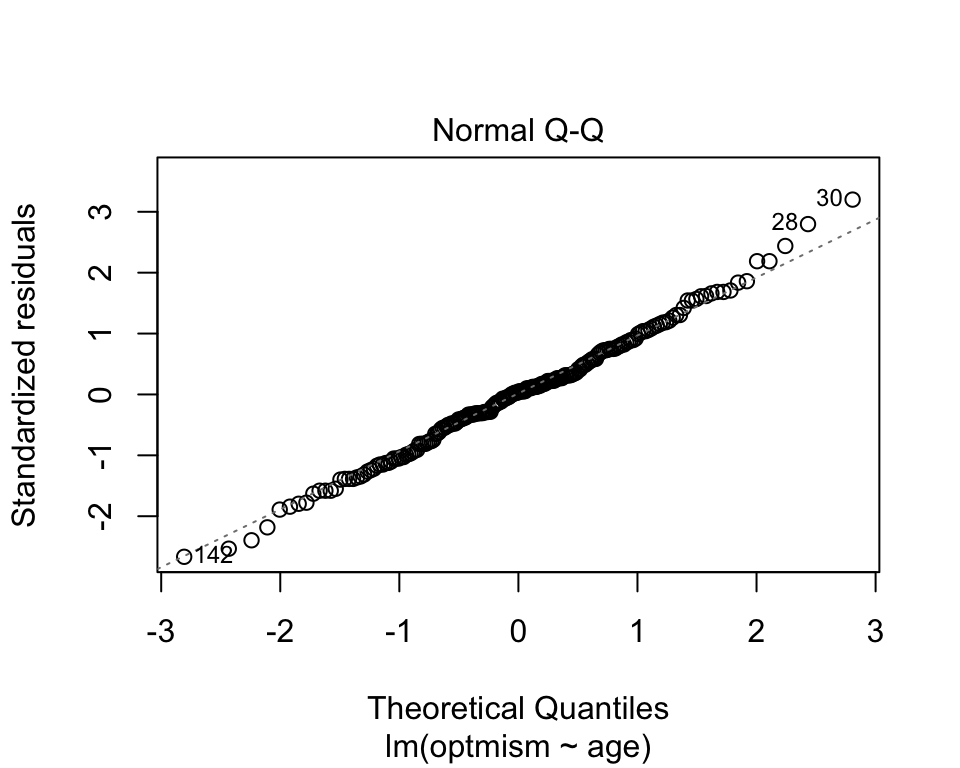 Normal Q-Q
Standardized residuals
3
2
1
0
-1
-2
30
28
142
-3 -2 -1 0 1 2 3
Theoretical Quantiles
lm(optmism ~ age)